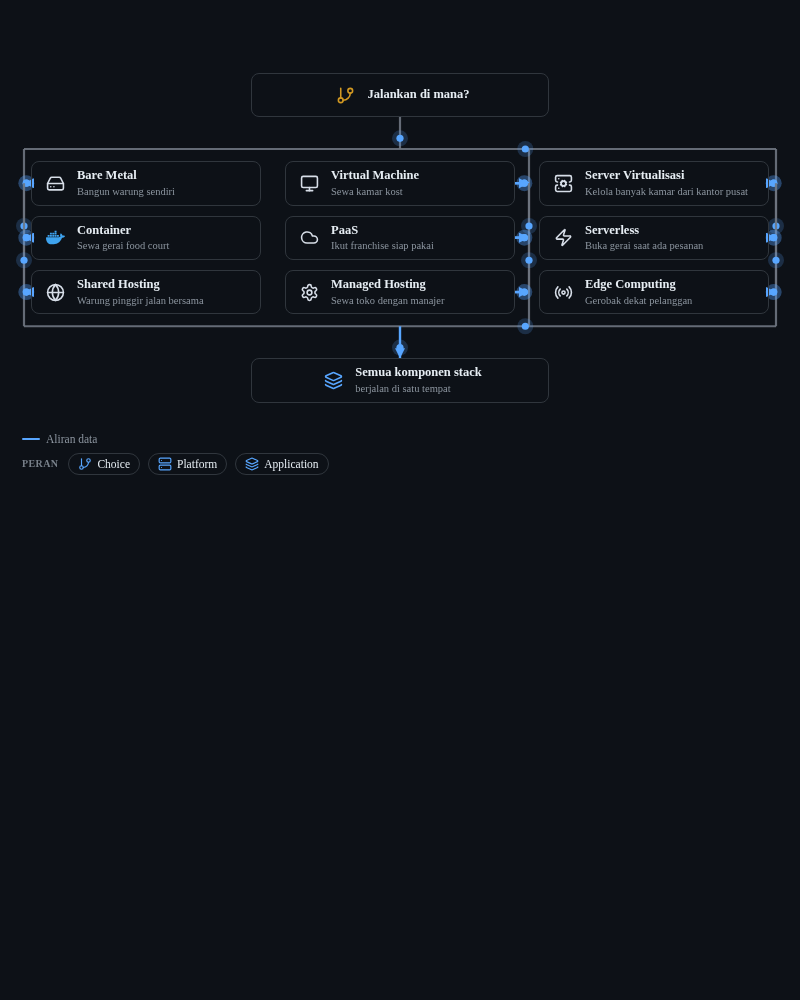 Jalankan di mana?
Bare Metal
Bangun warung sendiri
Virtual Machine
Sewa kamar kost
Server Virtualisasi
Kelola banyak kamar dari kantor pusat
Container
Sewa gerai food court
PaaS
Ikut franchise siap pakai
Serverless
Buka gerai saat ada pesanan
Shared Hosting
Warung pinggir jalan bersama
Managed Hosting
Sewa toko dengan manajer
Edge Computing
Gerobak dekat pelanggan
Semua komponen stack
berjalan di satu tempat
Aliran data
PERAN
Choice
Platform
Application